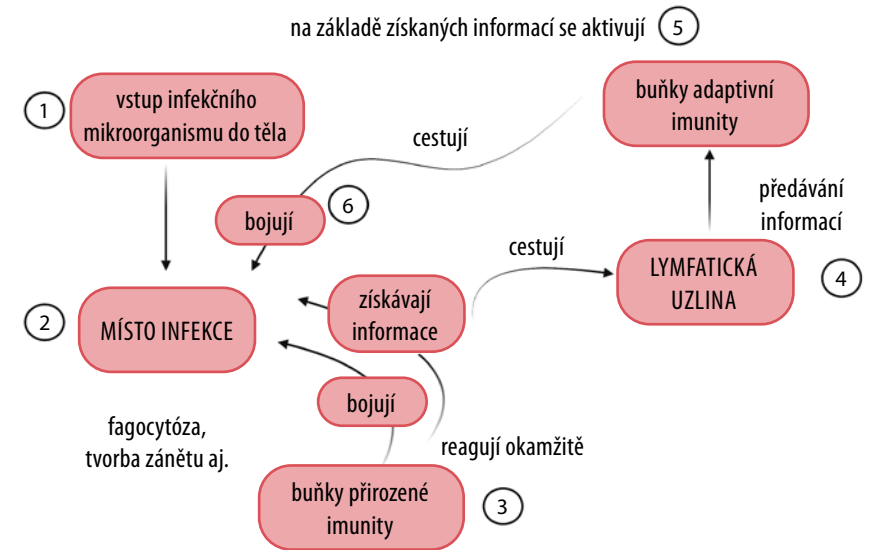 na základě získaných informací se aktivují 5
1
vstup infekčního
mikroorganismu do těla
buňky adaptivní
imunity
cestují
6
bojují
předávání
informací
cestují
LYMFATICKÁ
UZLINA
4
2
MÍSTO INFEKCE
získávají
informace
bojují
fagocytóza,
tvorba zánětu aj.
reagují okamžitě
buňky přirozené
imunity
3